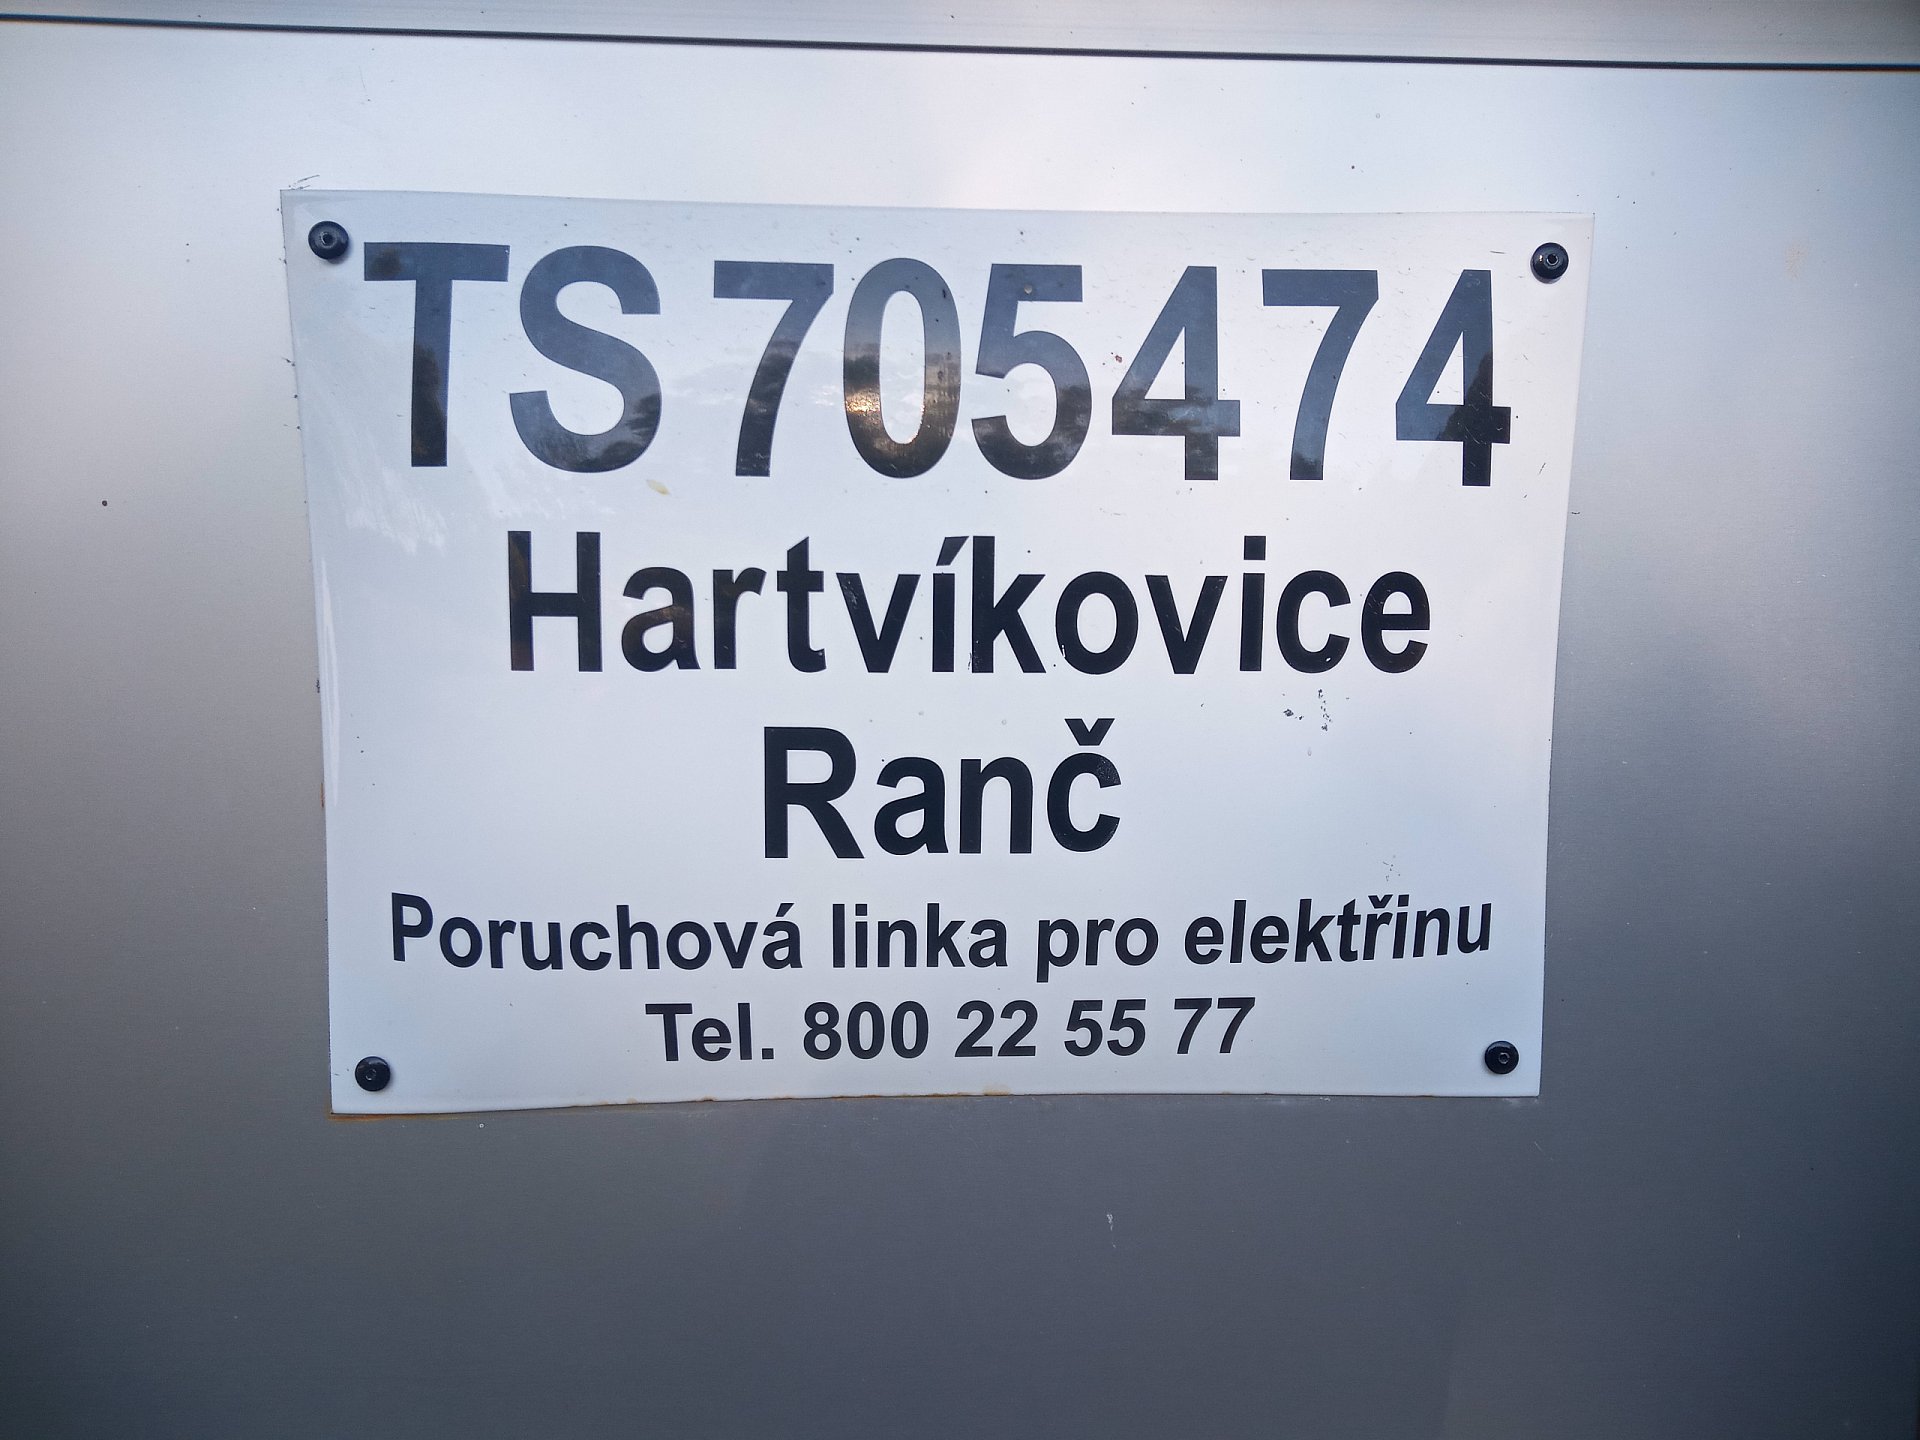 TS 705474
Hartvíkovice
Ranč
Poruchová linka pro elektřinu
Tel. 800 22 55 77